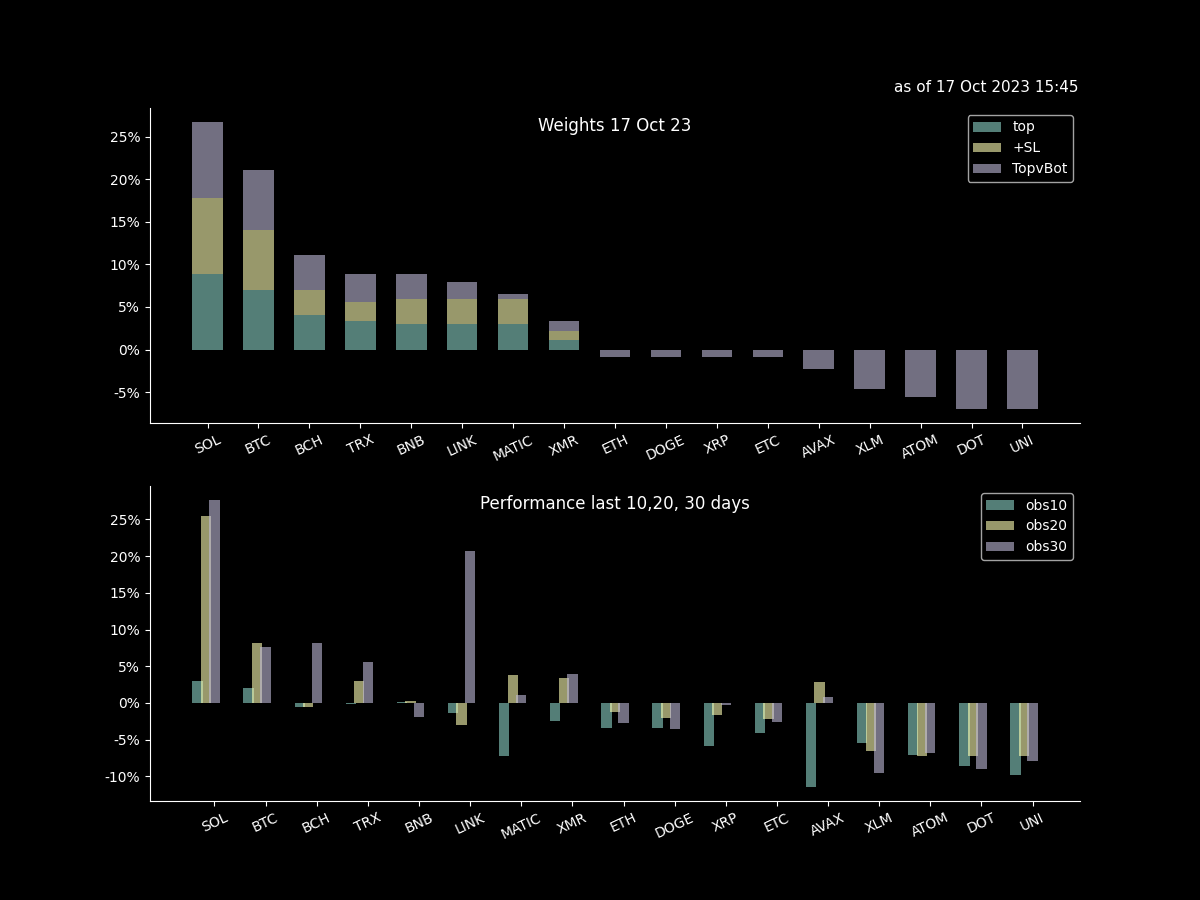 as of 17 Oct 2023 15:45
Weights 17 Oct 23
top
+SL
TopvBot
25%
20%
15%
10%
5%
0%
-5%
SOL BTC BCH TRX BNB LINK MATIC XMR ETH DOGE XRP ETC AVAX XLM ATOM DOT UNI
Performance last 10,20, 30 days
obs10
obs20
obs30
25%
20%
15%
10%
5%
0%
-5%
-10%
SOL BTC BCH TRX BNB LINK MATIC XMR ETH DOGE XRP ETC AVAX XLM ATOM DOT UNI